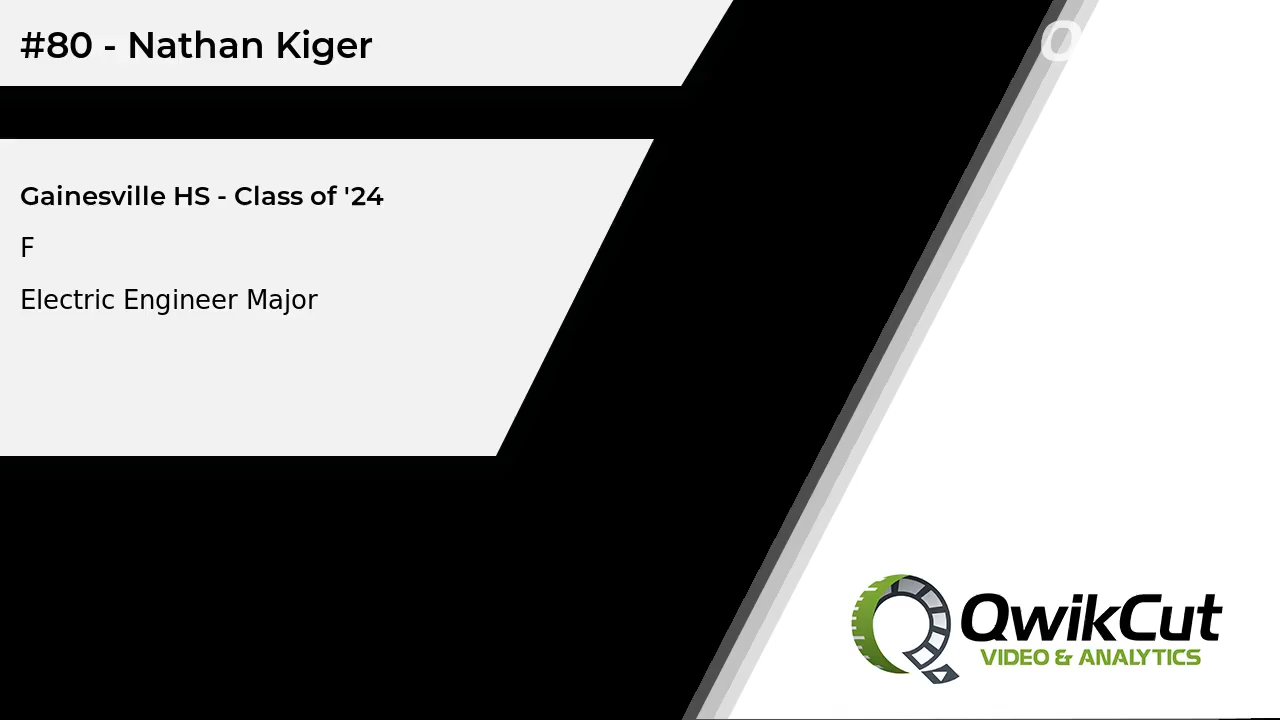 #80 - Nathan Kiger
Gainesville HS - Class of '24
F
Electric Engineer Major
QwikCut
VIDEO & ANALYTICS